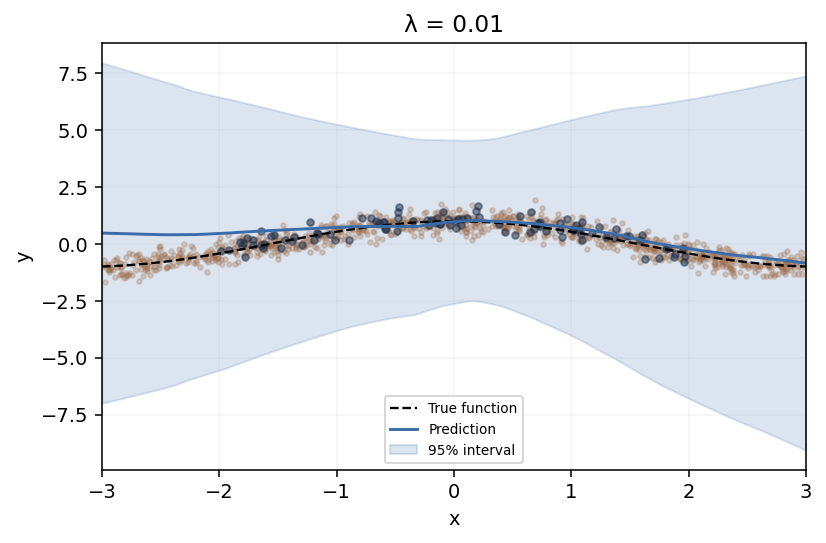 λ = 0.01
7.5
5.0
2.5
0.0
−2.5
−5.0
−7.5
y
−3
−2
−1
0
1
2
3
x
True function
Prediction
95% interval